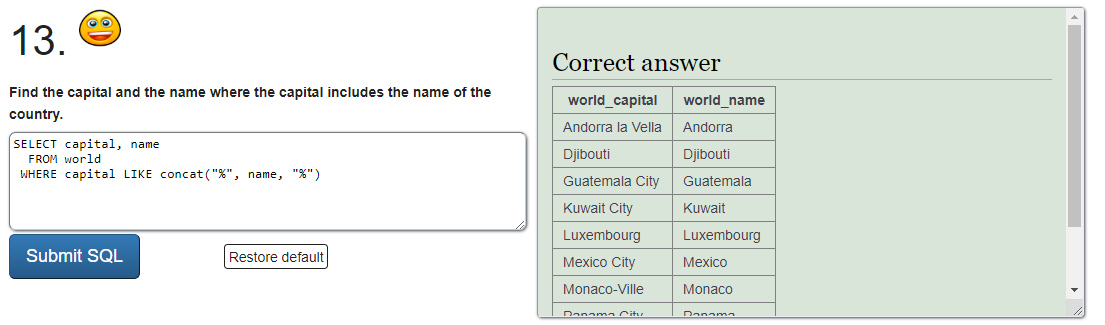 13.
Find the capital and the name where the capital includes the name of the
country.
SELECT capital, name
  FROM world
 WHERE capital LIKE concat("%", name, "%")
Submit SQL
Restore default
Correct answer
world_capital world_name
Andorra la Vella Andorra
Djibouti Djibouti
Guatemala City Guatemala
Kuwait City Kuwait
Luxembourg Luxembourg
Mexico City Mexico
Monaco-Ville Monaco
Panama City Panama